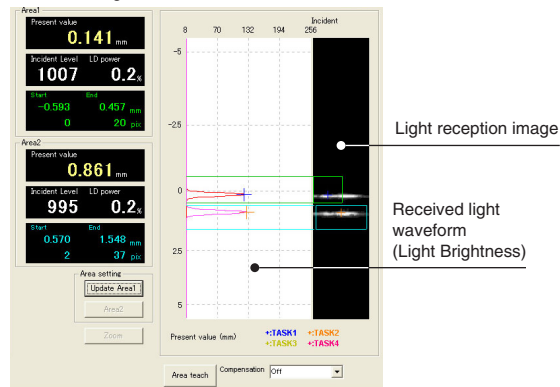 Area1
Present value
0.141 mm
Incident Level LD power
1007 0.2%
Start End
-0.593 0.457 mm
0 20 pix
Area2
Present value
0.861 mm
Incident Level LD power
995 0.2%
Start End
0.570 1.548 mm
2 37 pix
Area setting
Update Area1
Area2
Zoom
Incident
8 70 132 194 256
-5
-2.5
0
2.5
5
Present value (mm)
+:TASK1 +:TASK2
+:TASK3 +:TASK4
Area teach
Compensation Off
Light reception image
Received light
waveform
(Light Brightness)